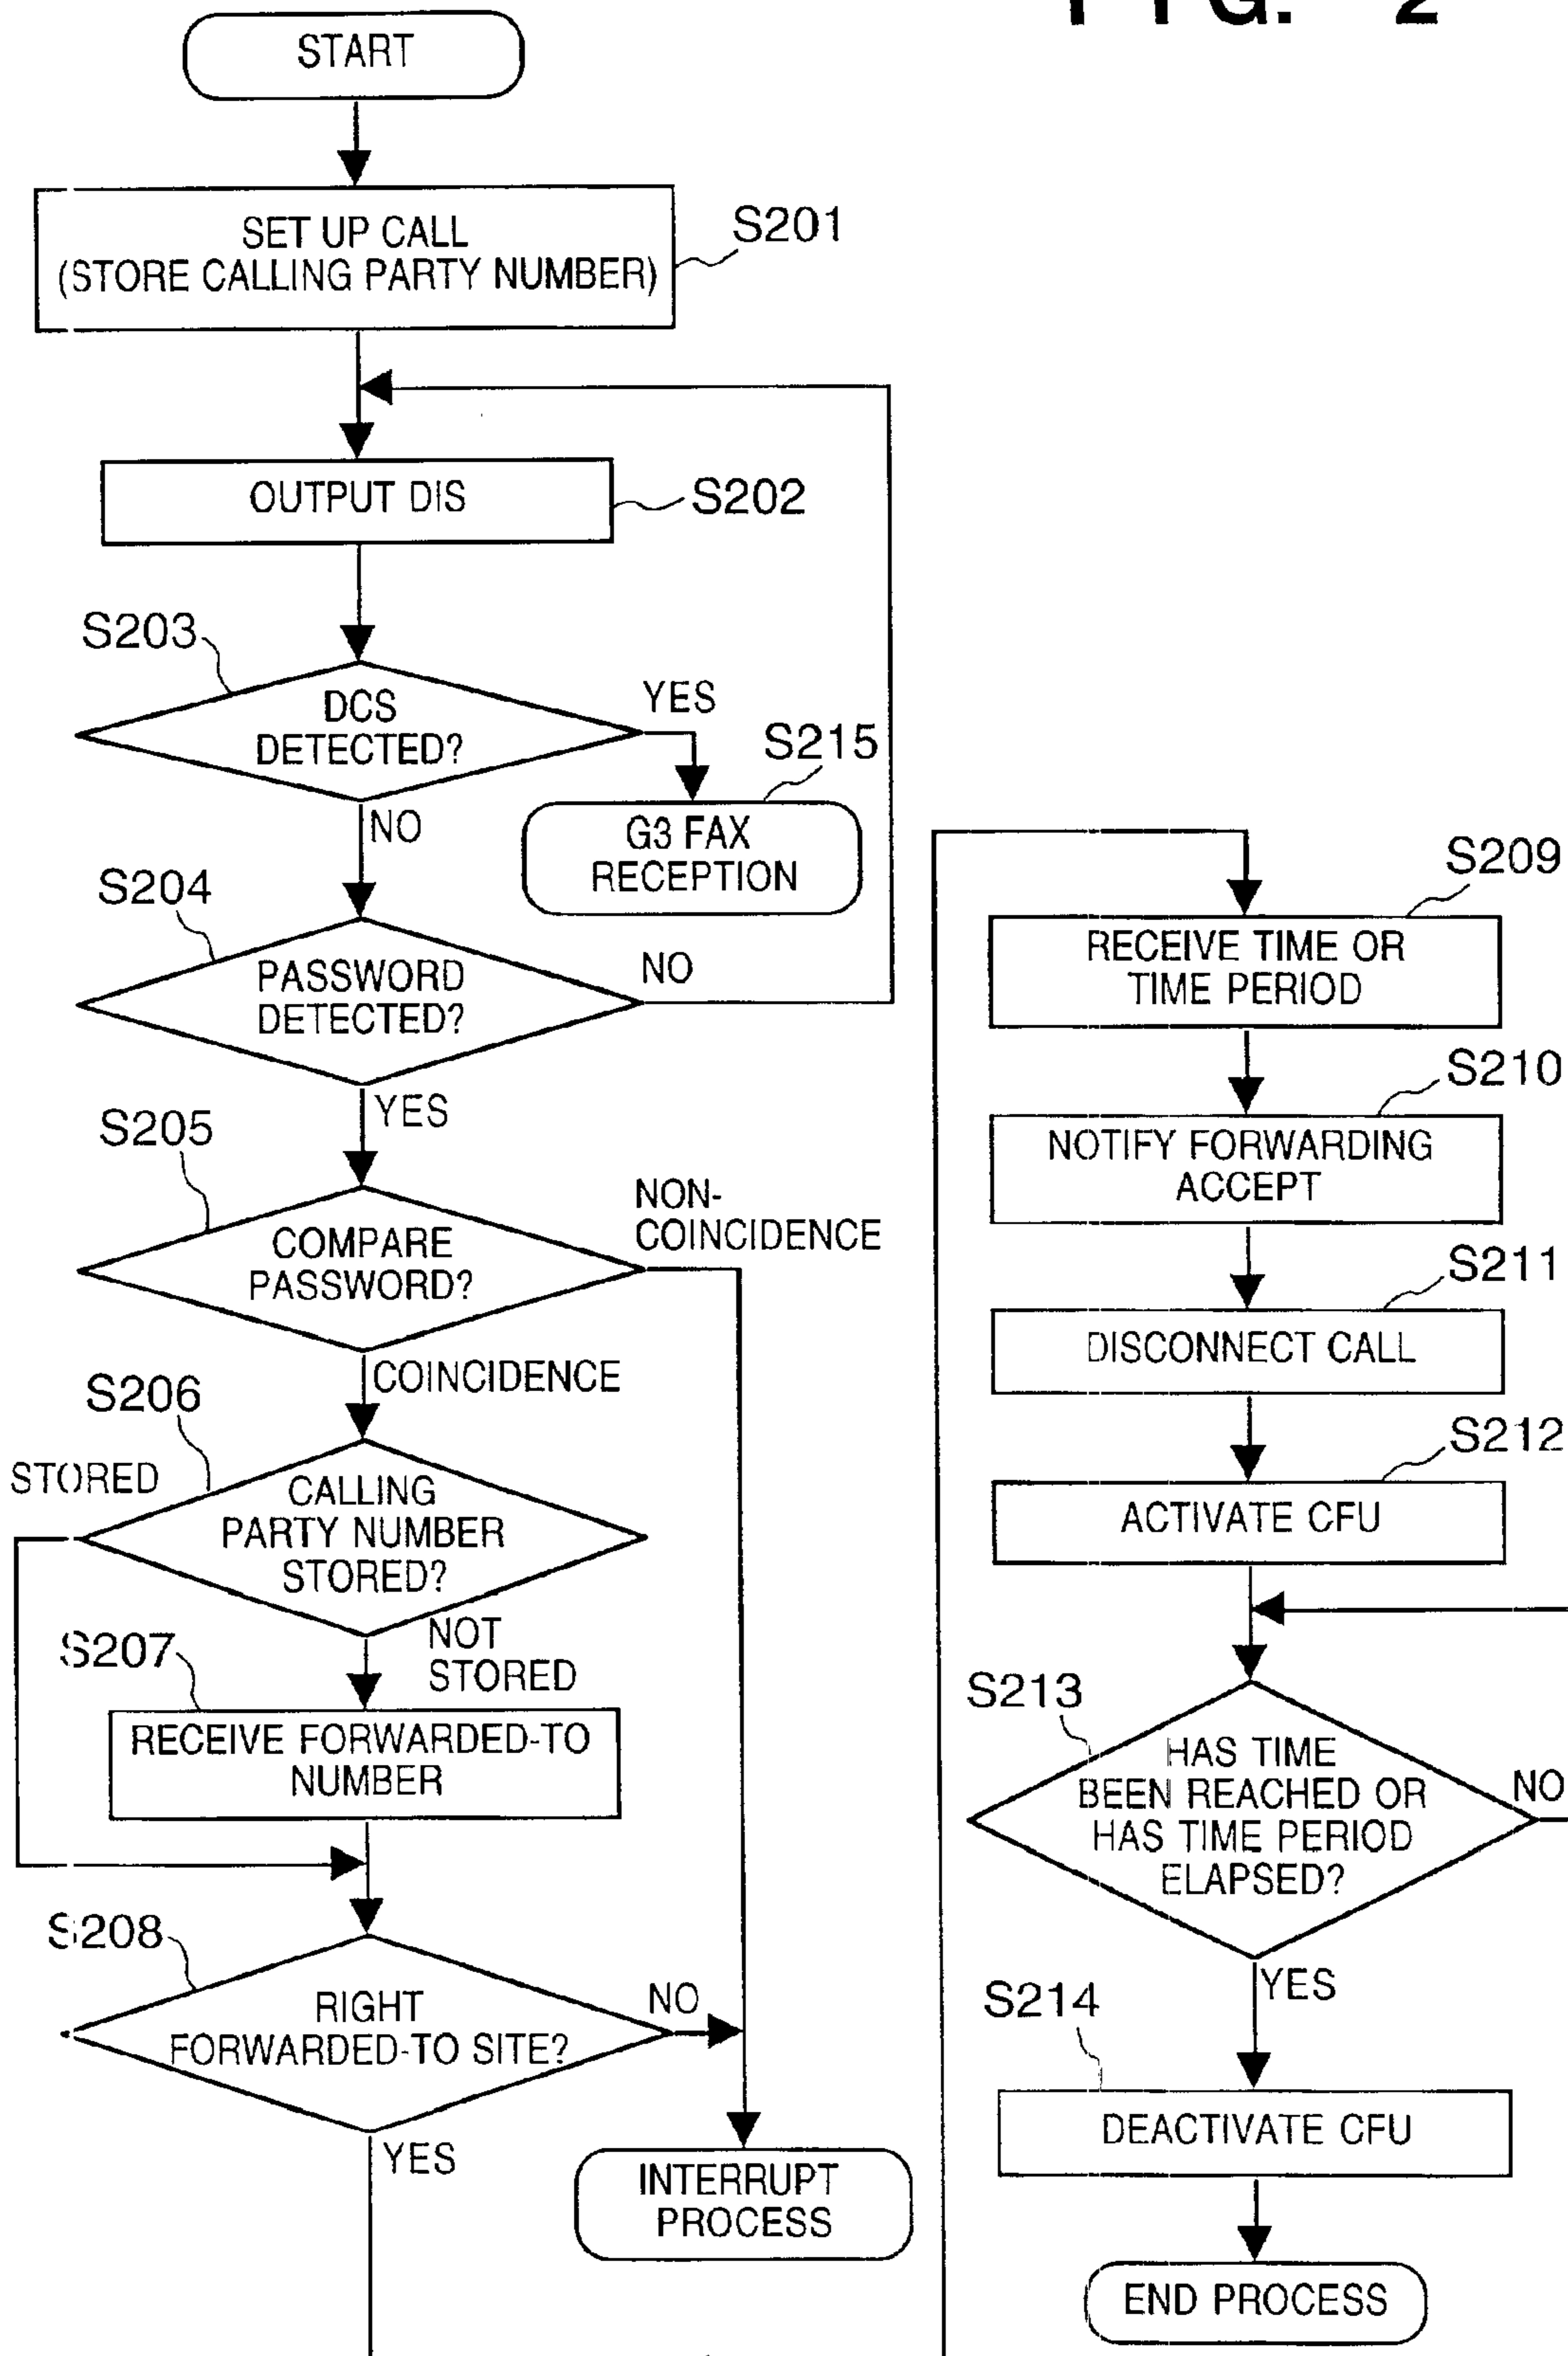 FIG. 2
START
SET UP CALL
(STORE CALLING PARTY NUMBER)
S201
OUTPUT DIS
S202
S203
DCS
DETECTED?
YES
S215
G3 FAX
RECEPTION
NO
S204
PASSWORD
DETECTED?
NO
YES
S205
COMPARE
PASSWORD?
NON-
COINCIDENCE
COINCIDENCE
S206
STORED
CALLING
PARTY NUMBER
STORED?
NOT
STORED
S207
RECEIVE FORWARDED-TO
NUMBER
S208
RIGHT
FORWARDED-TO SITE?
NO
YES
INTERRUPT
PROCESS
S209
RECEIVE TIME OR
TIME PERIOD
S210
NOTIFY FORWARDING
ACCEPT
S211
DISCONNECT CALL
S212
ACTIVATE CFU
S213
HAS TIME
BEEN REACHED OR
HAS TIME PERIOD
ELAPSED?
NO
YES
S214
DEACTIVATE CFU
END PROCESS